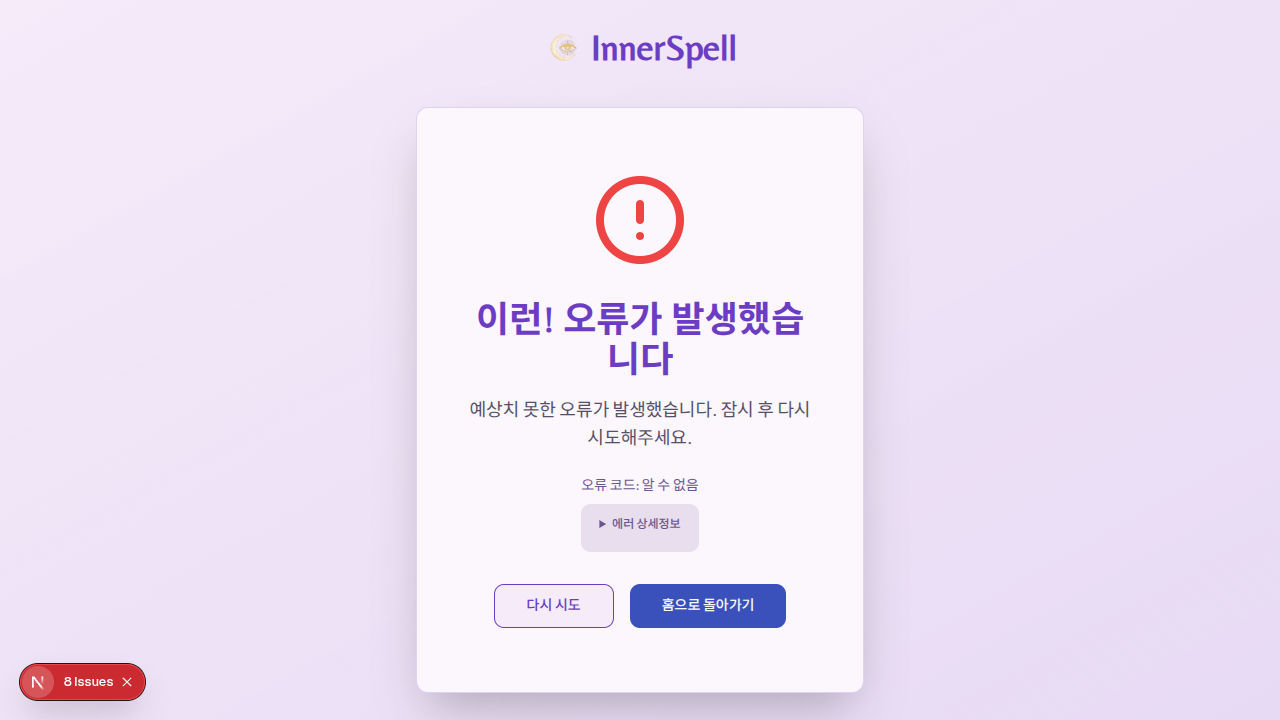 InnerSpell
이런! 오류가 발생했습
니다
예상치 못한 오류가 발생했습니다. 잠시 후 다시
시도해주세요.
오류 코드: 알 수 없음
▶ 에러 상세정보
다시 시도
홈으로 돌아가기
N
8 Issues